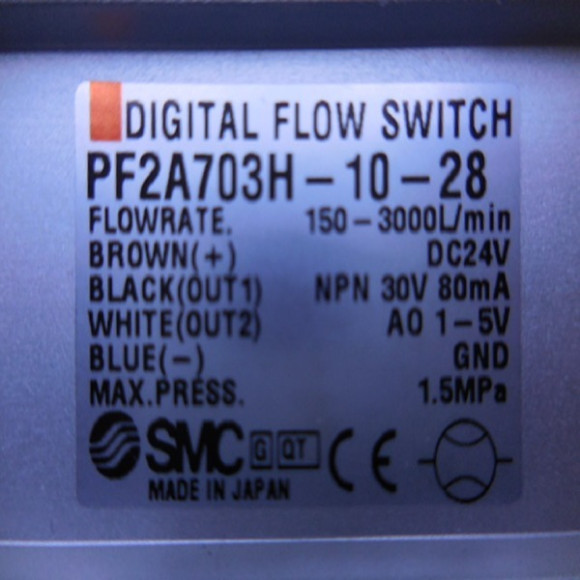 DIGITAL FLOW SWITCH
PF2A703H-10-28
FLOWRATE. 150-3000L/min
BROWN(+) DC24V
BLACK(OUT1) NPN 30V 80mA
WHITE(OUT2) AO 1-5V
BLUE(-) GND
MAX.PRESS. 1.5MPa
SMC G QT CE
MADE IN JAPAN